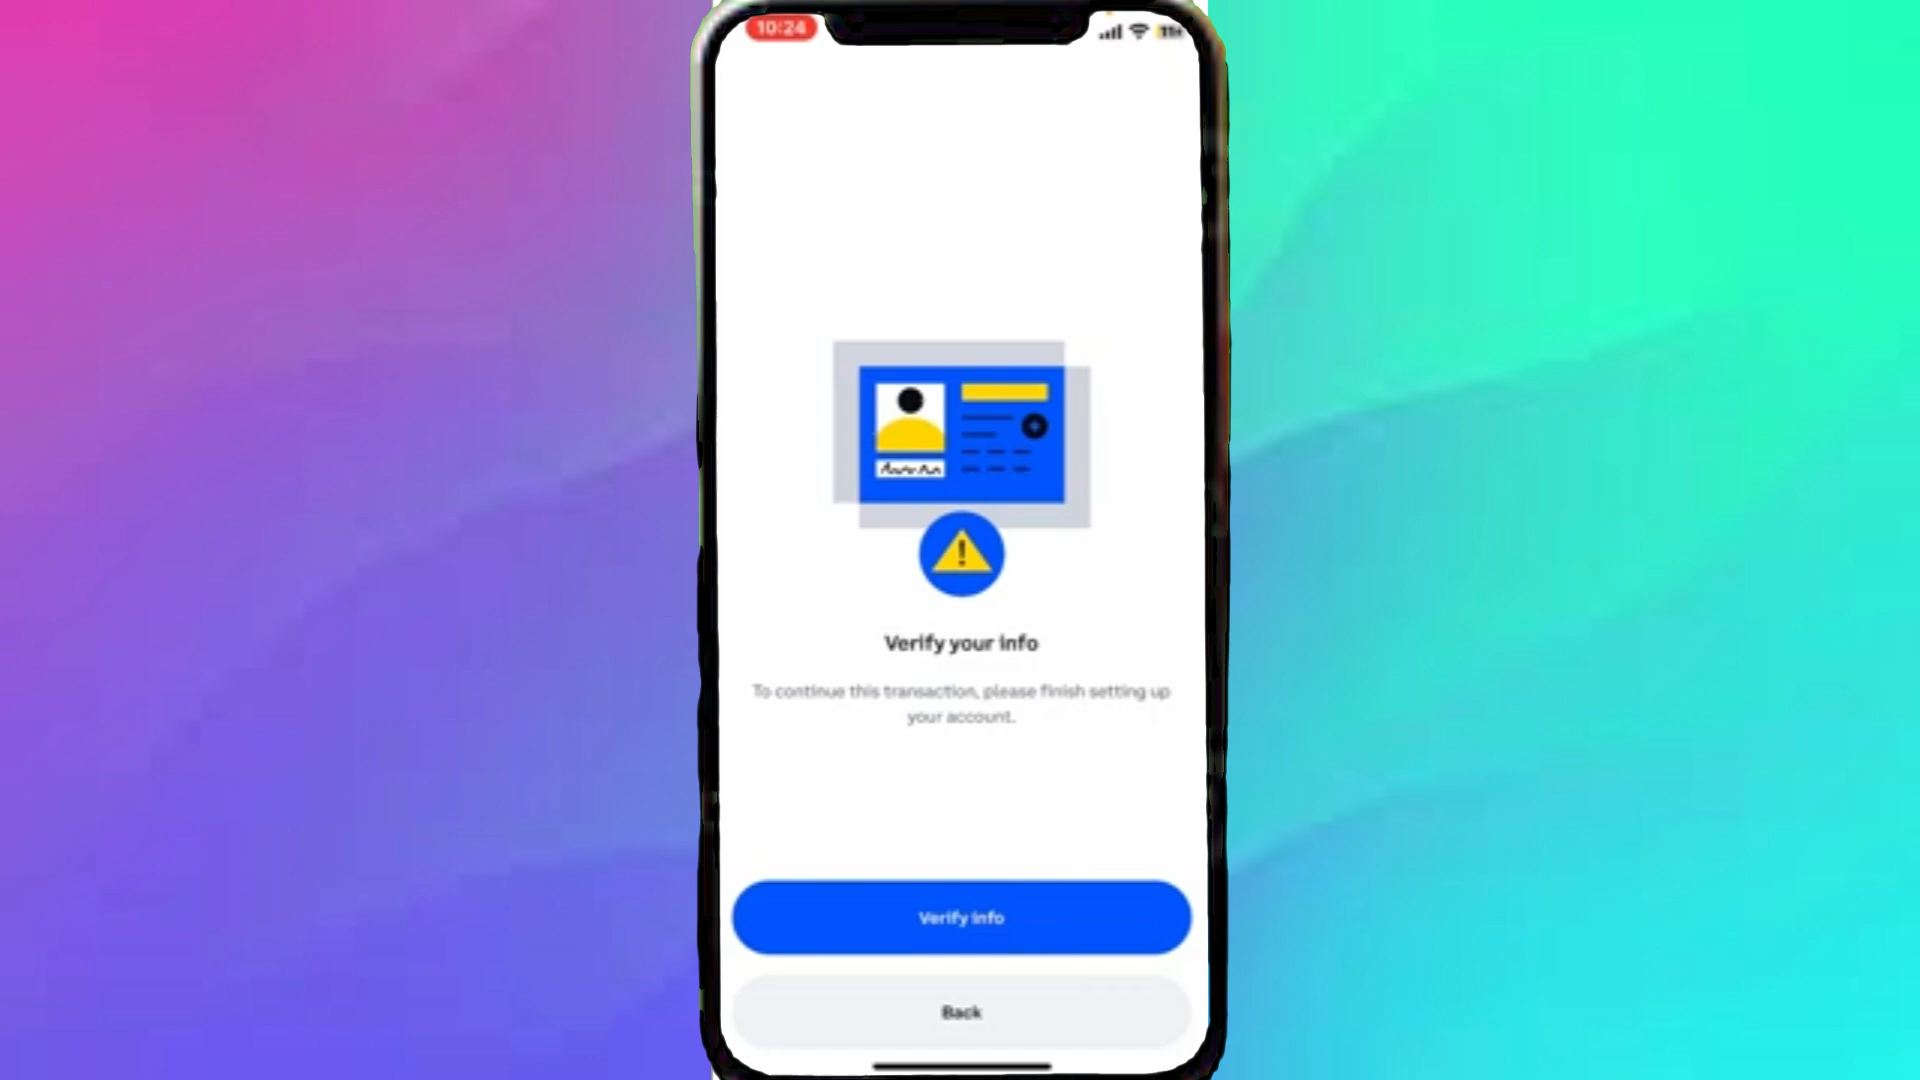 10:24
Verify your info
To continue this transaction, please finish setting up
your account.
Verify info
Back